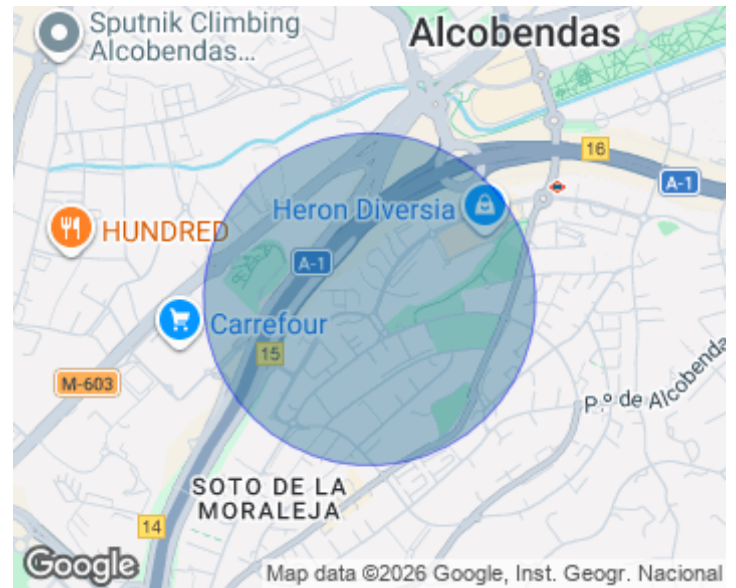 Sputnik Climbing
Alcobendas...
Alcobendas
16
A-1
Heron Diversia
HUNDRED
A-1
Carrefour
15
M-603
P.º de Alcobenda
SOTO DE LA
MORALEJA
14
Google
Map data ©2026 Google, Inst. Geogr. Nacional